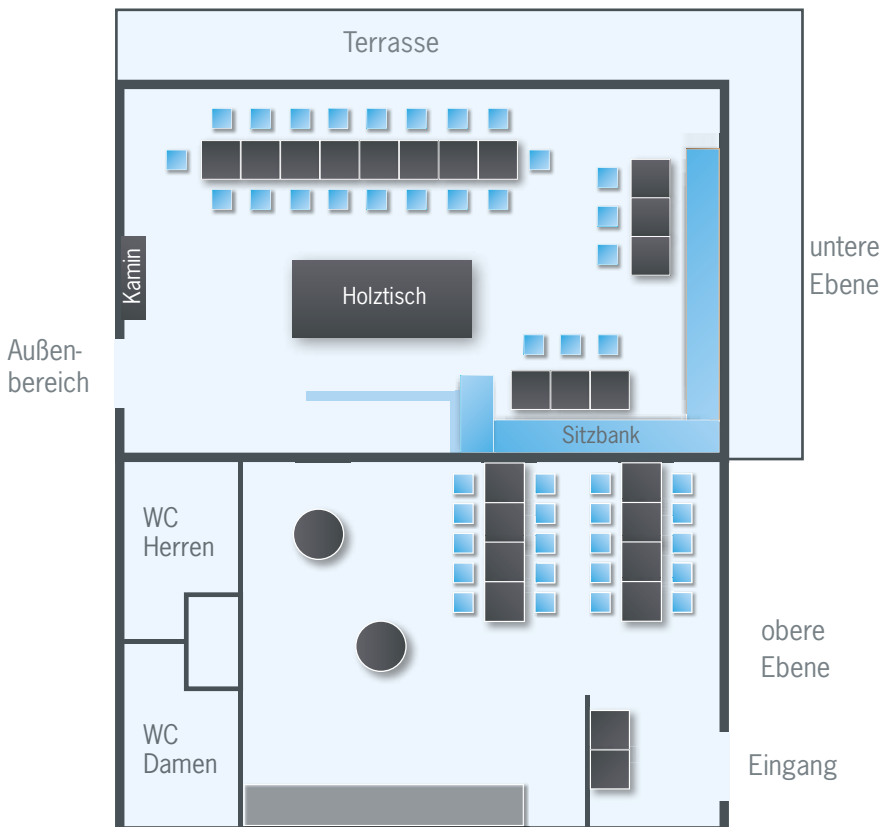 Terrasse
Kamin
Holztisch
untere
Ebene
Außen-
bereich
Sitzbank
WC
Herren
obere
Ebene
WC
Damen
Eingang